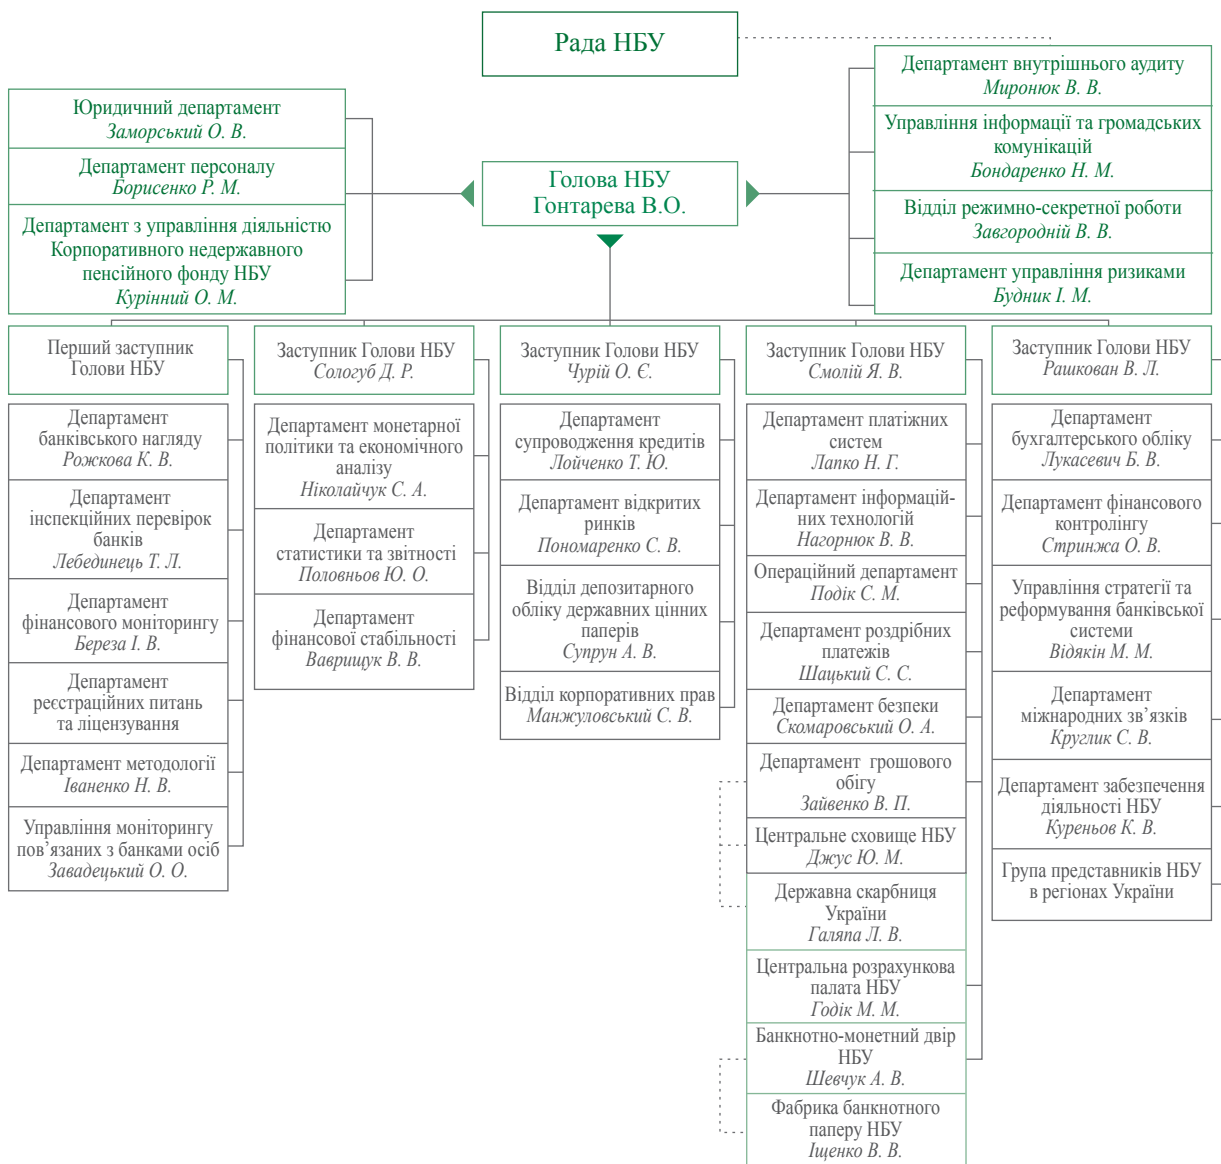 Рада НБУ
Юридичний департамент
Заморський О. В.
Департамент персоналу
Борисенко Р. М.
Департамент з управління діяльністю
Корпоративного недержавного
пенсійного фонду НБУ
Курінний О. М.
Голова НБУ
Гонтарева В.О.
Департамент внутрішнього аудиту
Миронюк В. В.
Управління інформації та громадських
комунікацій
Бондаренко Н. М.
Відділ режимно-секретної роботи
Завгородній В. В.
Департамент управління ризиками
Будник І. М.
Перший заступник
Голови НБУ
Департамент
банківського нагляду
Рожкова К. В.
Департамент
інспекційних перевірок
банків
Лебединець Т. Л.
Департамент
фінансового моніторингу
Береза І. В.
Департамент
реєстраційних питань
та ліцензування
Департамент методології
Іваненко Н. В.
Управління моніторингу
пов’язаних з банками осіб
Завадецький О. О.
Заступник Голови НБУ
Сологуб Д. Р.
Департамент монетарної
політики та економічного
аналізу
Ніколайчук С. А.
Департамент
статистики та звітності
Половньов Ю. О.
Департамент
фінансової стабільності
Ваврищук В. В.
Заступник Голови НБУ
Чурій О. Є.
Департамент
супроводження кредитів
Лойченко Т. Ю.
Департамент відкритих
ринків
Пономаренко С. В.
Відділ депозитарного
обліку державних цінних
паперів
Супрун А. В.
Відділ корпоративних прав
Манжуловський С. В.
Заступник Голови НБУ
Смолій Я. В.
Департамент платіжних
систем
Лапко Н. Г.
Департамент інформацій-
них технологій
Нагорнюк В. В.
Операційний департамент
Подік С. М.
Департамент роздрібних
платежів
Шацький С. С.
Департамент безпеки
Скомаровський О. А.
Департамент грошового
обігу
Зайвенко В. П.
Центральне сховище НБУ
Джус Ю. М.
Державна скарбниця
України
Галяпа Л. В.
Центральна розрахункова
палата НБУ
Годік М. М.
Банкнотно-монетний двір
НБУ
Шевчук А. В.
Фабрика банкнотного
паперу НБУ
Іщенко В. В.
Заступник Голови НБУ
Рашкован В. Л.
Департамент
бухгалтерського обліку
Лукасевич Б. В.
Департамент фінансового
контролінгу
Стринжа О. В.
Управління стратегії та
реформування банківської
системи
Відякін М. М.
Департамент
міжнародних зв’язків
Круглик С. В.
Департамент забезпечення
діяльності НБУ
Куреньов К. В.
Група представників НБУ
в регіонах України